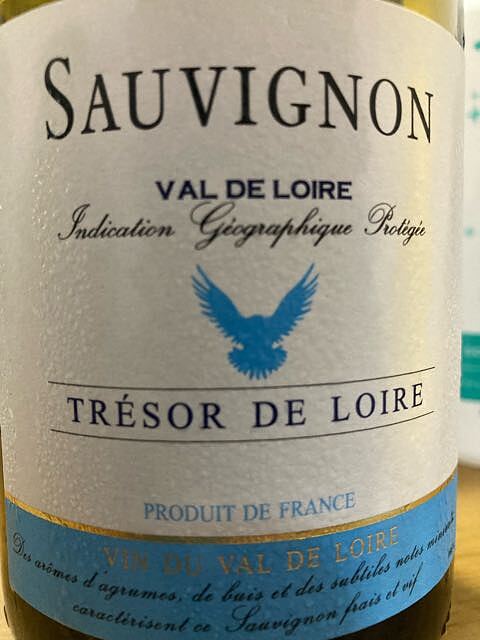 SAUVIGNON
VAL DE LOIRE
Indication Géographique Protégée
TRÉSOR DE LOIRE
PRODUIT DE FRANCE
VIN DU VAL DE LOIRE
Des arômes d'agrumes, de buis et des subtiles notes
caractérisent ce Sauvignon frais et vif